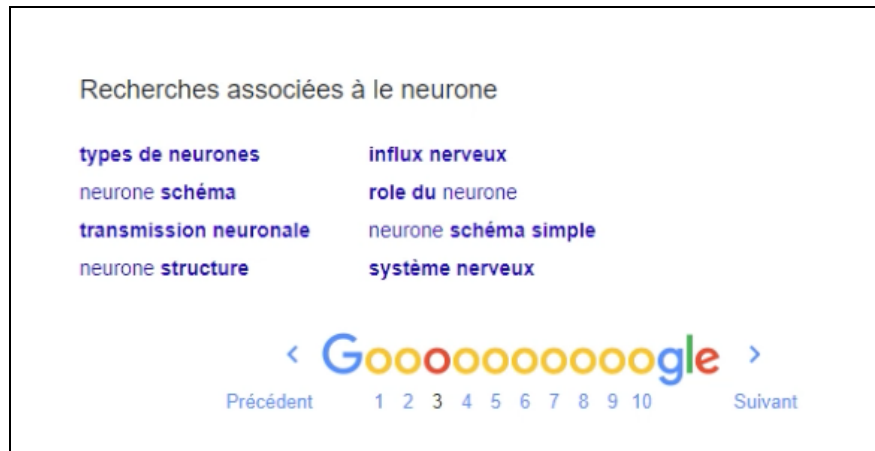 Recherches associées à le neurone
types de neurones influx nerveux
neurone schéma role du neurone
transmission neuronale neurone schéma simple
neurone structure système nerveux
< Goooooooooogle >
Précédent 1 2 3 4 5 6 7 8 9 10 Suivant